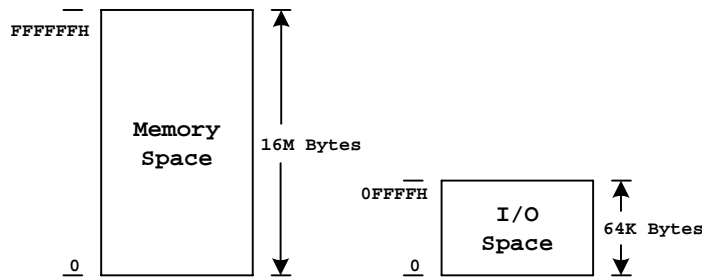 FFFFFFH
Memory
Space
16M Bytes
0
0FFFFH
I/O
Space
64K Bytes
0